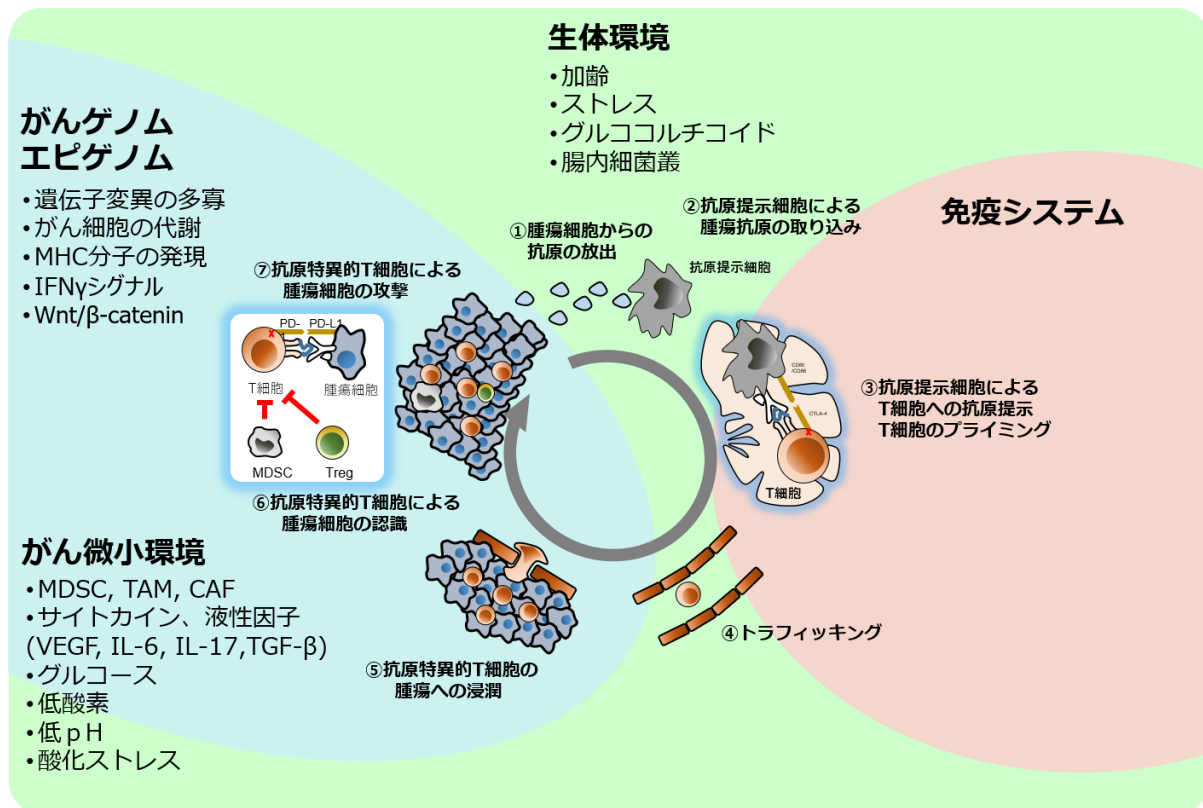 生体環境
•加齢
•ストレス
•グルココルチコイド
•腸内細菌叢
がんゲノム
エピゲノム
•遺伝子変異の多寡
•がん細胞の代謝
•MHC分子の発現
•IFNγシグナル
•Wnt/β-catenin
免疫システム
①腫瘍細胞からの
抗原の放出
②抗原提示細胞による
腫瘍抗原の取り込み
抗原提示細胞
③抗原提示細胞による
T細胞への抗原提示
T細胞のプライミング
CD80
/CD86
CTLA-4
T細胞
④トラフィッキング
⑤抗原特異的T細胞の
腫瘍への浸潤
⑥抗原特異的T細胞による
腫瘍細胞の認識
⑦抗原特異的T細胞による
腫瘍細胞の攻撃
PD-
PD-L1
T細胞
腫瘍細胞
MDSC
Treg
がん微小環境
•MDSC, TAM, CAF
•サイトカイン、液性因子
(VEGF, IL-6, IL-17,TGF-β)
•グルコース
•低酸素
•低ｐH
•酸化ストレス